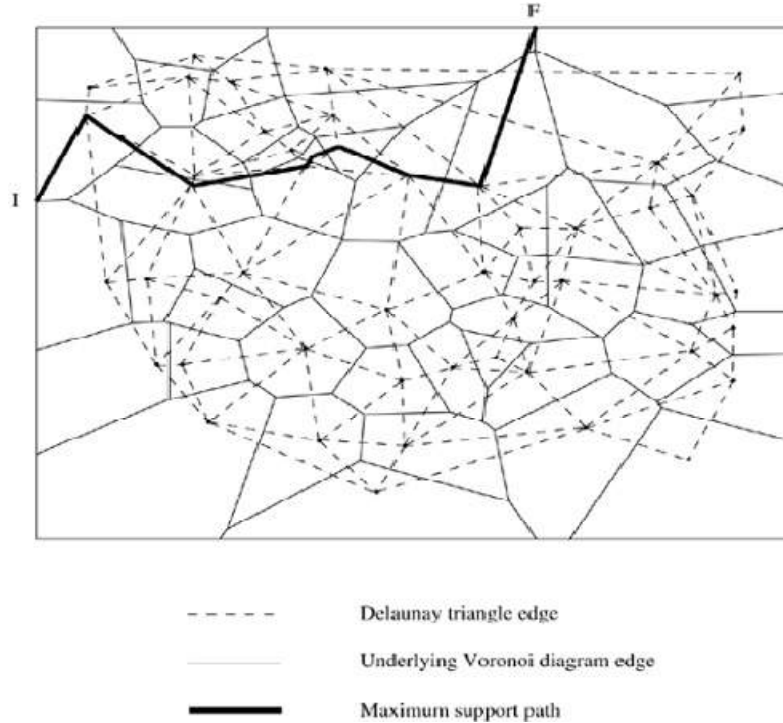 F
I
Delaunay triangle edge
Underlying Voronoi diagram edge
Maximum support path